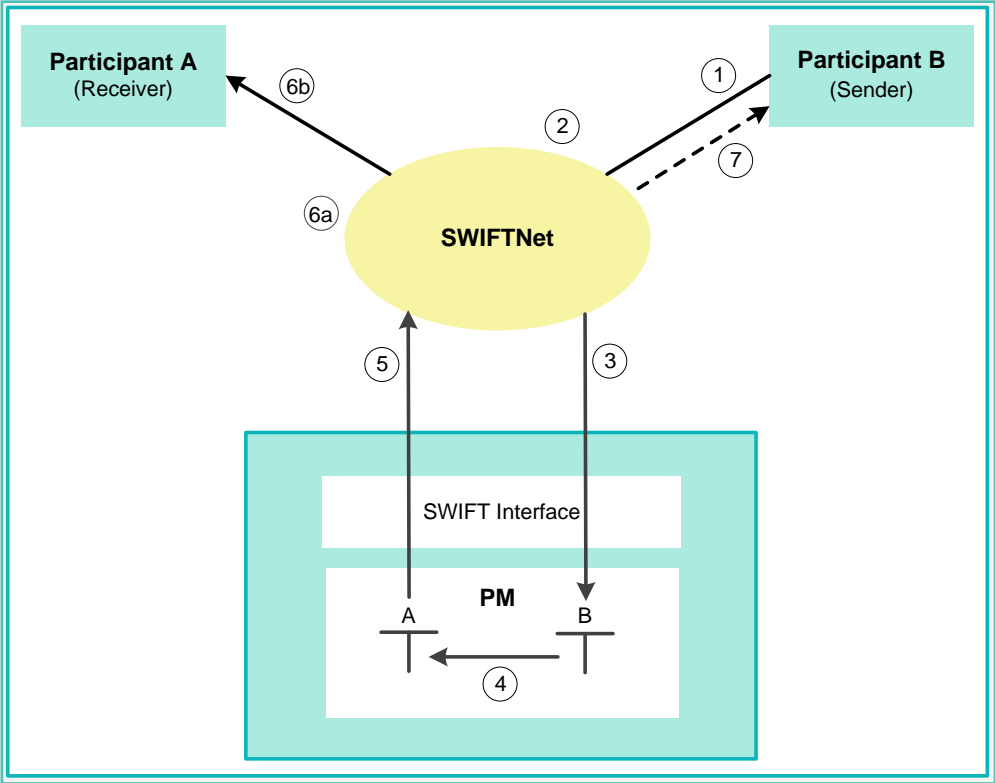 Participant A
(Receiver)
6b
1
Participant B
(Sender)
2
7
6a
SWIFTNet
5
3
SWIFT Interface
PM
A
B
4